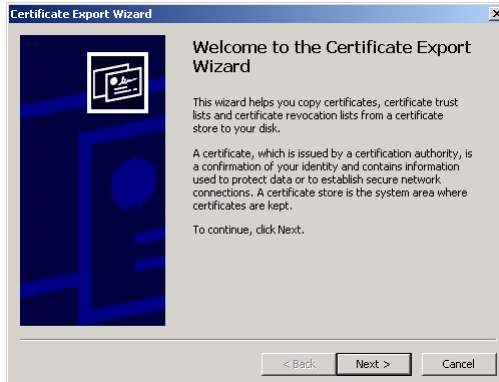 Certificate Export Wizard
Welcome to the Certificate Export
Wizard
This wizard helps you copy certificates, certificate trust
lists and certificate revocation lists from a certificate
store to your disk.
A certificate, which is issued by a certification authority, is
a confirmation of your identity and contains information
used to protect data or to establish secure network
connections. A certificate store is the system area where
certificates are kept.
To continue, click Next.
< Back Next > Cancel